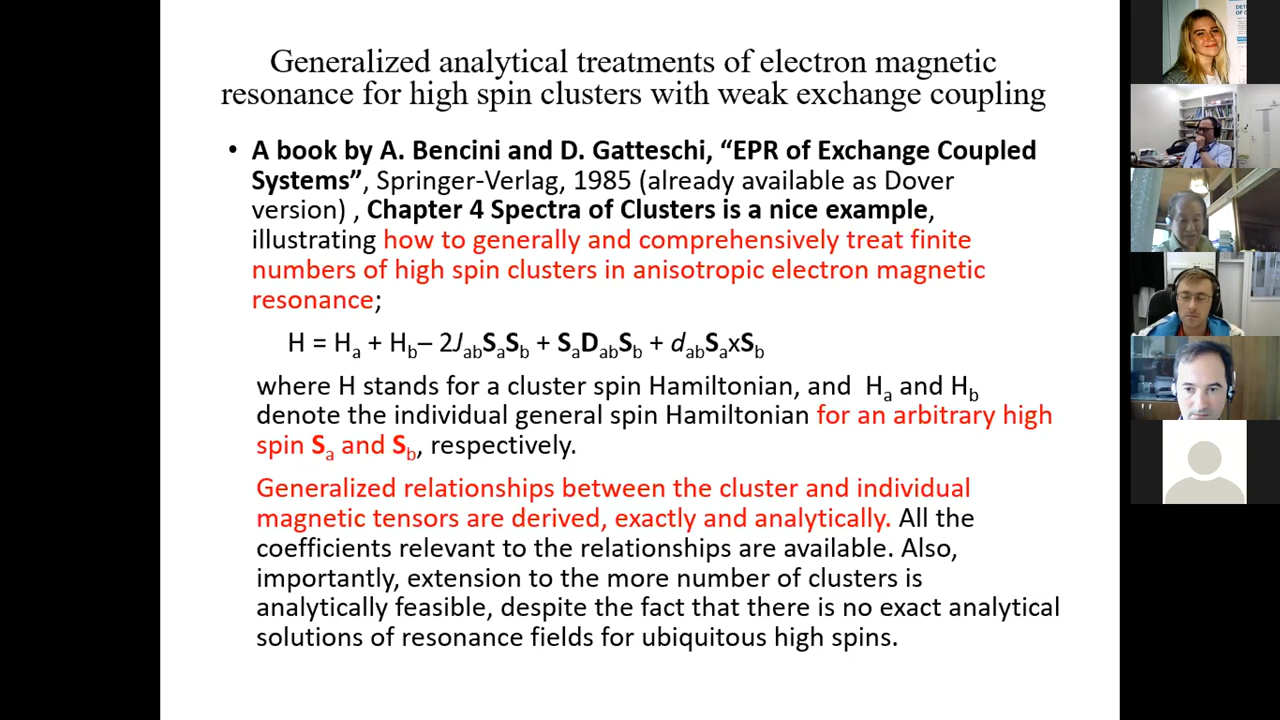 Generalized analytical treatments of electron magnetic
resonance for high spin clusters with weak exchange coupling
• A book by A. Bencini and D. Gatteschi, “EPR of Exchange Coupled
Systems”, Springer-Verlag, 1985 (already available as Dover
version) , Chapter 4 Spectra of Clusters is a nice example,
illustrating how to generally and comprehensively treat finite
numbers of high spin clusters in anisotropic electron magnetic
resonance;
H = Hₐ + H_b– 2J_abSₐS_b + SₐD_abS_b + d_abSₐxS_b
where H stands for a cluster spin Hamiltonian, and Hₐ and H_b
denote the individual general spin Hamiltonian for an arbitrary high
spin Sₐ and S_b, respectively.
Generalized relationships between the cluster and individual
magnetic tensors are derived, exactly and analytically. All the
coefficients relevant to the relationships are available. Also,
importantly, extension to the more number of clusters is
analytically feasible, despite the fact that there is no exact analytical
solutions of resonance fields for ubiquitous high spins.